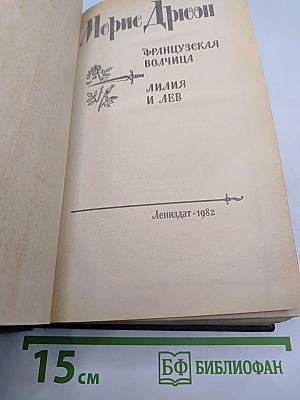 Морис Дрюон
ФРАНЦУЗСКАЯ
ВОЛЧИЦА
ЛИЛИЯ
И ЛЕВ
Лениздат·1982
15 см
БФ БИБЛИОФАН